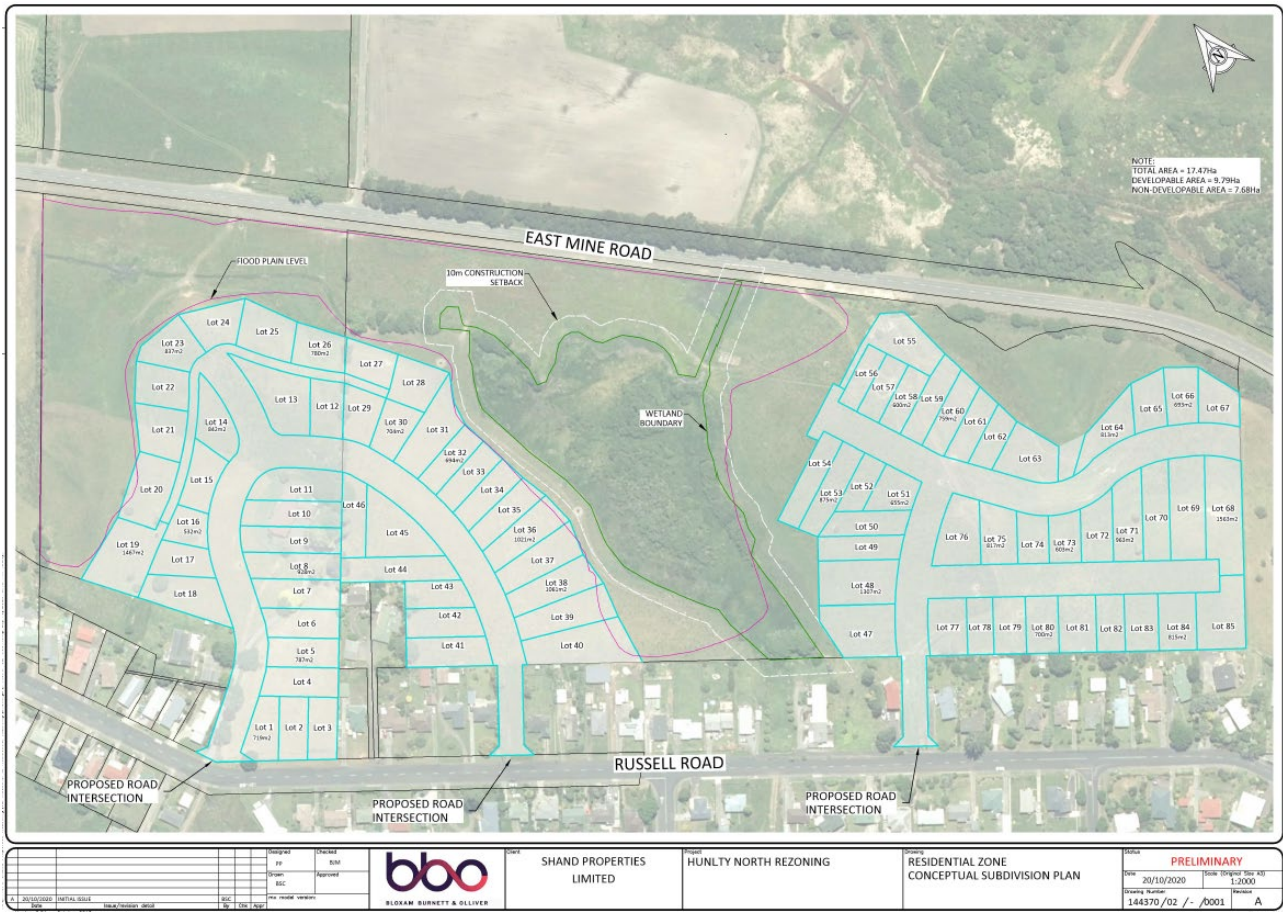 NOTE:
TOTAL AREA = 17.47Ha
DEVELOPABLE AREA = 9.79Ha
NON-DEVELOPABLE AREA = 7.68Ha
N
EAST MINE ROAD
FlOOD PLAIN LEVEL
10m CONSTRUCTION
SETBACK
WETLAND
BOUNDARY
Lot 24
Lot 25
Lot 23
837m2
Lot 26
780m2
Lot 27
Lot 28
Lot 22
Lot 13
Lot 12
Lot 29
Lot 14
842m2
Lot 30
704m2
Lot 31
Lot 21
Lot 32
694m2
Lot 33
Lot 20
Lot 15
Lot 34
Lot 11
Lot 46
Lot 35
Lot 10
Lot 16
532m2
Lot 45
Lot 36
1021m2
Lot 19
1467m2
Lot 9
Lot 17
Lot 8
928m2
Lot 44
Lot 37
Lot 18
Lot 7
Lot 43
Lot 38
1061m2
Lot 6
Lot 42
Lot 39
Lot 5
787m2
Lot 41
Lot 40
Lot 4
Lot 1
719m2
Lot 2
Lot 3
Lot 55
Lot 56
Lot 57
Lot 58
600m2
Lot 59
Lot 60
759m2
Lot 61
Lot 62
Lot 63
Lot 64
813m2
Lot 65
Lot 66
693m2
Lot 67
Lot 54
Lot 53
875m2
Lot 52
Lot 51
655m2
Lot 50
Lot 49
Lot 48
1307m2
Lot 47
Lot 76
Lot 75
817m2
Lot 74
Lot 73
603m2
Lot 72
Lot 71
963m2
Lot 70
Lot 69
Lot 68
1563m2
Lot 77
Lot 78
Lot 79
Lot 80
700m2
Lot 81
Lot 82
Lot 83
Lot 84
815m2
Lot 85
RUSSELL ROAD
PROPOSED ROAD
INTERSECTION
PROPOSED ROAD
INTERSECTION
PROPOSED ROAD
INTERSECTION
A 20/10/2020 INITIAL ISSUE BSC
Date Issue/revision detail By Chk Appr
Designed Checked
PP BJM
Drawn Approved
BSC
bbo
BLOXAM BURNETT & OLLIVER
Client
SHAND PROPERTIES
LIMITED
Project
HUNLTY NORTH REZONING
Drawing
RESIDENTIAL ZONE
CONCEPTUAL SUBDIVISION PLAN
Status
PRELIMINARY
Date Scale (Original Size A3)
20/10/2020 1:2000
Drawing Number Revision
144370/02 /- /0001 A